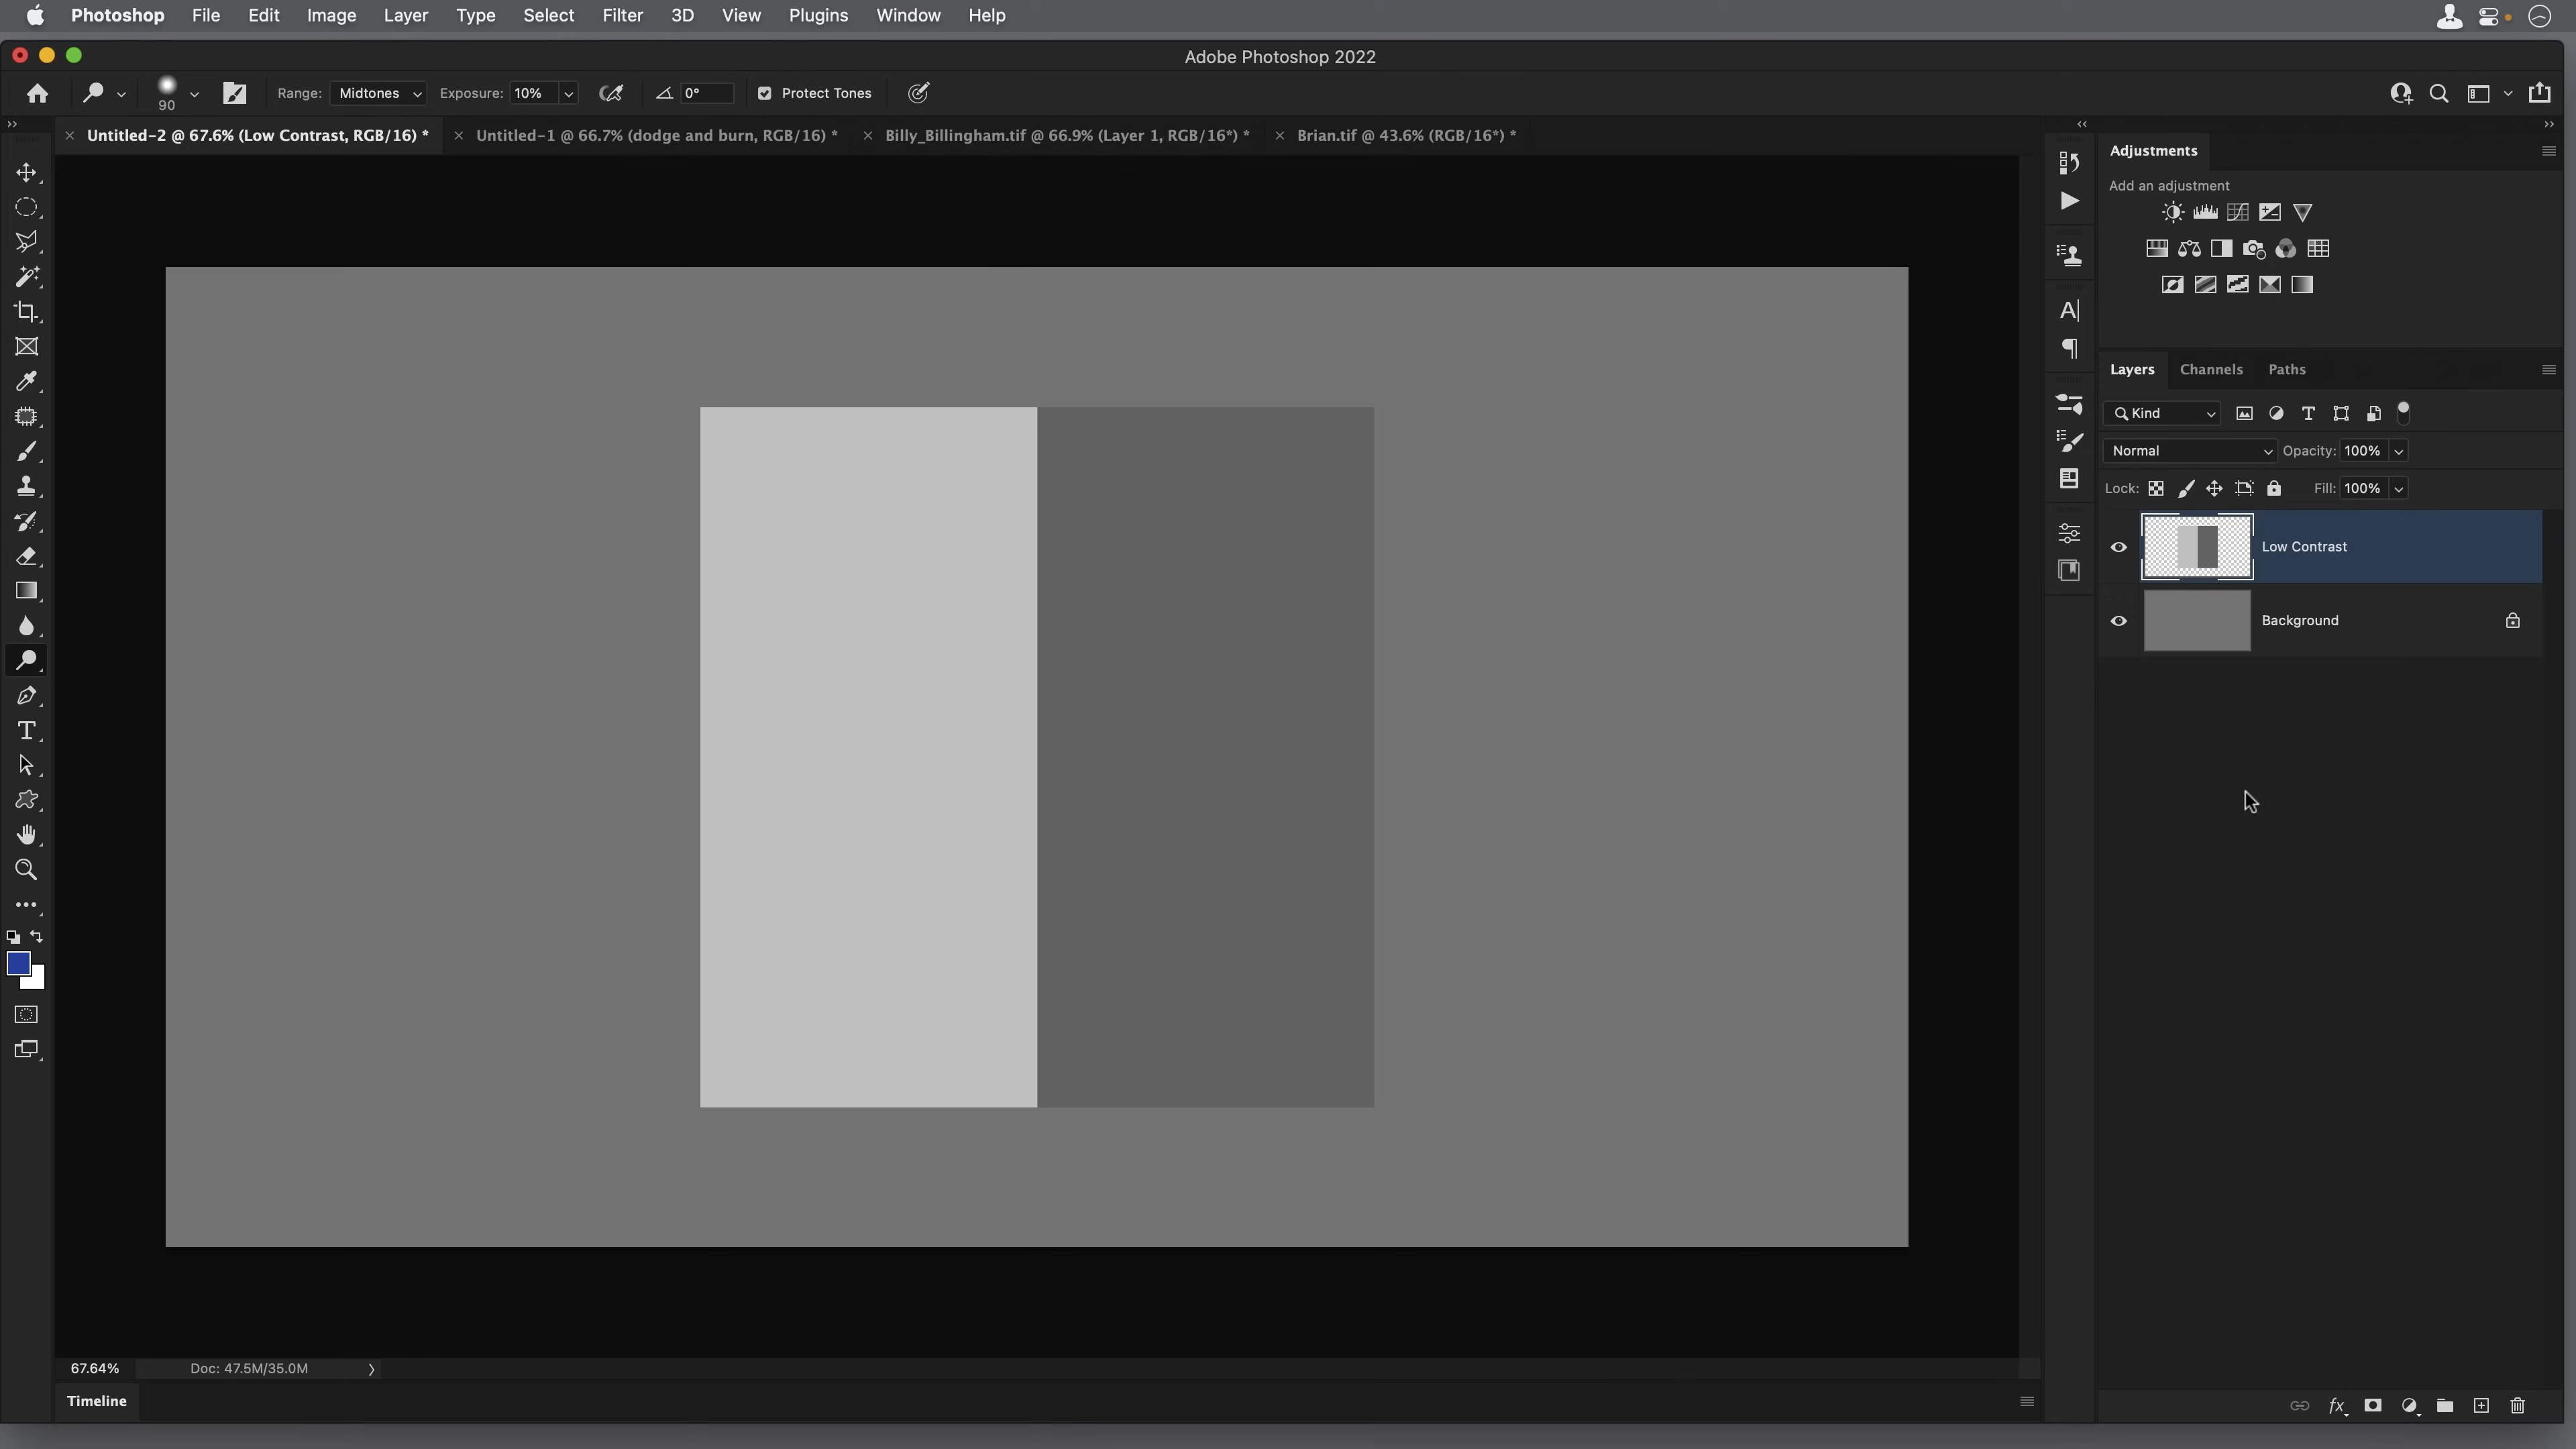 Photoshop File Edit Image Layer Type Select Filter 3D View Plugins Window Help
Adobe Photoshop 2022
90 Range: Midtones Exposure: 10% 0° Protect Tones
Untitled-2 @ 67.6% (Low Contrast, RGB/16) * Untitled-1 @ 66.7% (dodge and burn, RGB/16) * Billy_Billingham.tif @ 66.9% (Layer 1, RGB/16*) * Brian.tif @ 43.6% (RGB/16*) *
Adjustments
Add an adjustment
Layers Channels Paths
Kind
Normal Opacity: 100%
Lock: Fill: 100%
Low Contrast
Background
67.64% Doc: 47.5M/35.0M
Timeline
fx